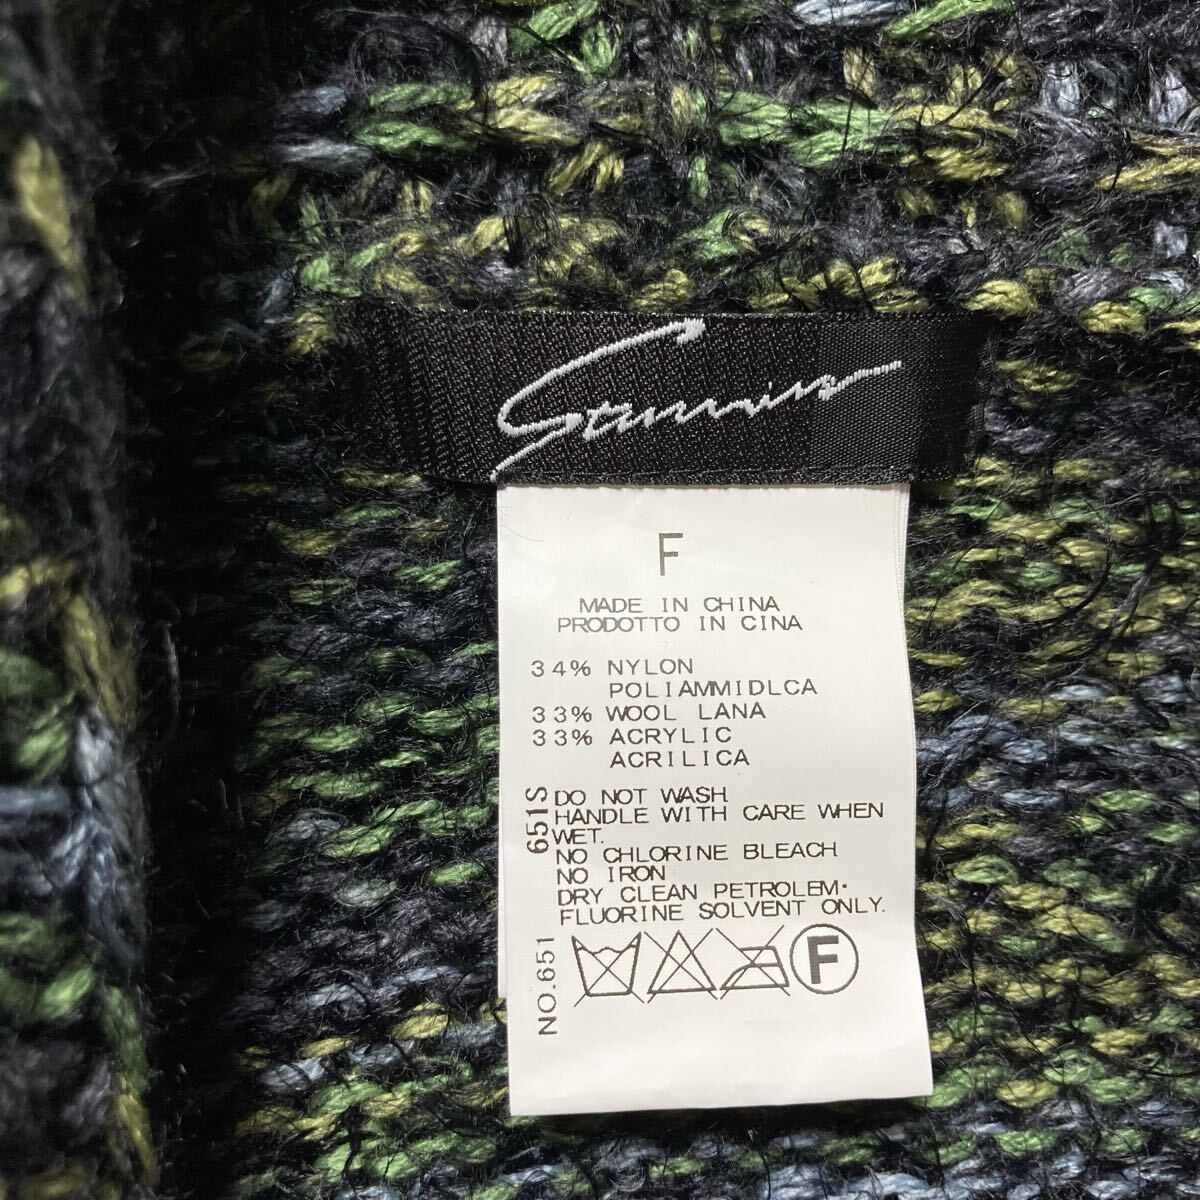 F
MADE IN CHINA
PRODOTTO IN CINA
34% NYLON
POLIAMMIDLCA
33% WOOL LANA
33% ACRYLIC
ACRILICA
DO NOT WASH
HANDLE WITH CARE WHEN
WET.
NO CHLORINE BLEACH
NO IRON
DRY CLEAN PETROLEM·
FLUORINE SOLVENT ONLY.
F
651S
NO.651